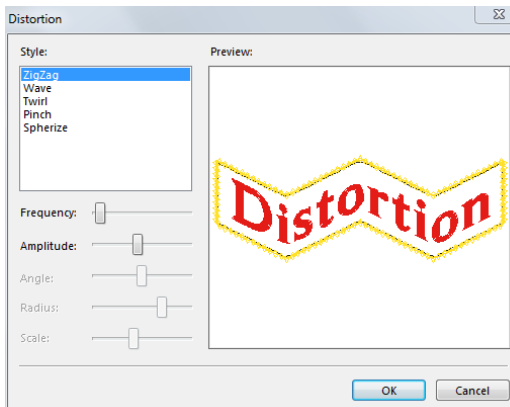 Distortion
Style:
ZigZag
Wave
Twirl
Pinch
Spherize
Frequency:
Amplitude:
Angle:
Radius:
Scale:
Preview:
Distortion
OK
Cancel